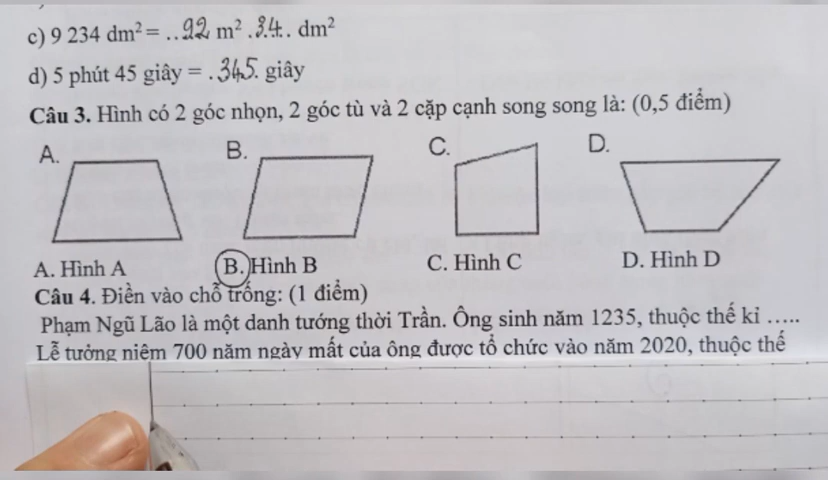 c) 9 234 dm² = ..92 m² .34. dm²
d) 5 phút 45 giây = .345. giây
Câu 3. Hình có 2 góc nhọn, 2 góc tù và 2 cặp cạnh song song là: (0,5 điểm)
A. B. C. D.
A. Hình A B. Hình B C. Hình C D. Hình D
Câu 4. Điền vào chỗ trống: (1 điểm)
Phạm Ngũ Lão là một danh tướng thời Trần. Ông sinh năm 1235, thuộc thế kỉ …..
Lễ tưởng niệm 700 năm ngày mất của ông được tổ chức vào năm 2020, thuộc thế